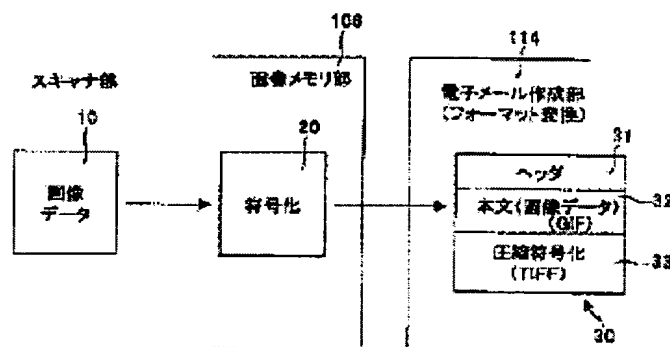 106
114
スキャナ部
画像メモリ部
電子メール作成部
(フォーマット変換)
10
20
31
画像
データ
符号化
ヘッダ
32
本文(画像データ)
(GIF)
圧縮符号化
(TIFF)
33
30